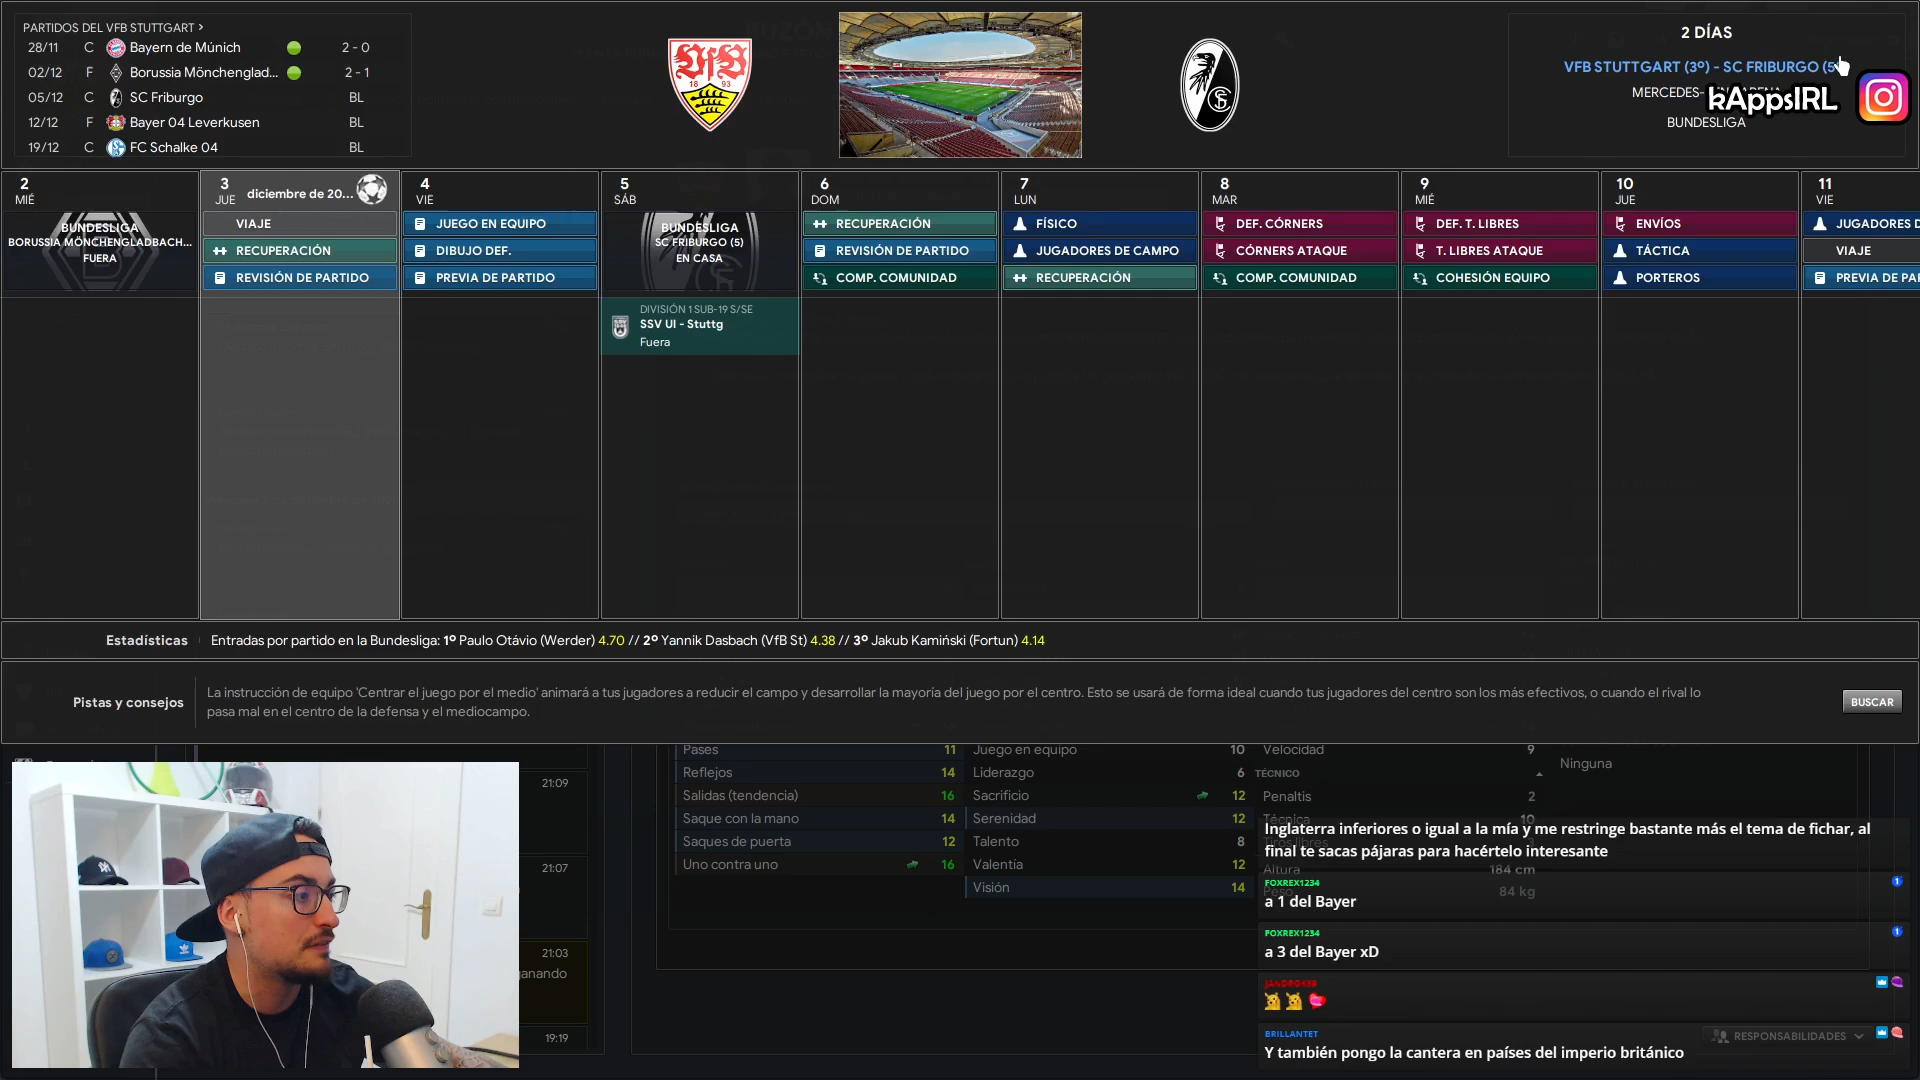 PARTIDOS DEL VFB STUTTGART >
28/11 C Bayern de Múnich 2 - 0
02/12 F Borussia Mönchenglad... 2 - 1
05/12 C SC Friburgo BL
12/12 F Bayer 04 Leverkusen BL
19/12 C FC Schalke 04 BL
2 DÍAS
VFB STUTTGART (3º) - SC FRIBURGO (5
MERCEDES-
BUNDESLIGA
kAppsIRL
2
MIÉ
BUNDESLIGA
BORUSSIA MÖNCHENGLADBACH...
FUERA
3
JUE
diciembre de 20...
VIAJE
RECUPERACIÓN
REVISIÓN DE PARTIDO
4
VIE
JUEGO EN EQUIPO
DIBUJO DEF.
PREVIA DE PARTIDO
5
SÁB
BUNDESLIGA
SC FRIBURGO (5)
EN CASA
DIVISIÓN 1 SUB-19 S/SE
SSV Ul - Stuttg
Fuera
6
DOM
RECUPERACIÓN
REVISIÓN DE PARTIDO
COMP. COMUNIDAD
7
LUN
FÍSICO
JUGADORES DE CAMPO
RECUPERACIÓN
8
MAR
DEF. CÓRNERS
CÓRNERS ATAQUE
COMP. COMUNIDAD
9
MIÉ
DEF. T. LIBRES
T. LIBRES ATAQUE
COHESIÓN EQUIPO
10
JUE
ENVÍOS
TÁCTICA
PORTEROS
11
VIE
JUGADORES D
VIAJE
PREVIA DE PAR
Estadísticas
Entradas por partido en la Bundesliga: 1º Paulo Otávio (Werder) 4.70 // 2º Yannik Dasbach (VfB St) 4.38 // 3º Jakub Kamiński (Fortun) 4.14
Pistas y consejos
La instrucción de equipo 'Centrar el juego por el medio' animará a tus jugadores a reducir el campo y desarrollar la mayoría del juego por el centro. Esto se usará de forma ideal cuando tus jugadores del centro son los más efectivos, o cuando el rival lo
pasa mal en el centro de la defensa y el mediocampo.
BUSCAR
21:09
21:07
21:03
ganando
19:19
Pases 11
Reflejos 14
Salidas (tendencia) 16
Saque con la mano 14
Saques de puerta 12
Uno contra uno 16
Juego en equipo 10
Liderazgo 6
Sacrificio 12
Serenidad 12
Talento 8
Valentía 12
Visión 14
Velocidad 9
TÉCNICO
Penaltis 2
Técnica 10
Altura 184 cm
Peso 84 kg
Ninguna
Inglaterra inferiores o igual a la mía y me restringe bastante más el tema de fichar, al
final te sacas pájaras para hacértelo interesante
FOXREX1234
a 1 del Bayer
FOXREX1234
a 3 del Bayer xD
BRILLANTET
Y también pongo la cantera en países del imperio británico
RESPONSABILIDADES